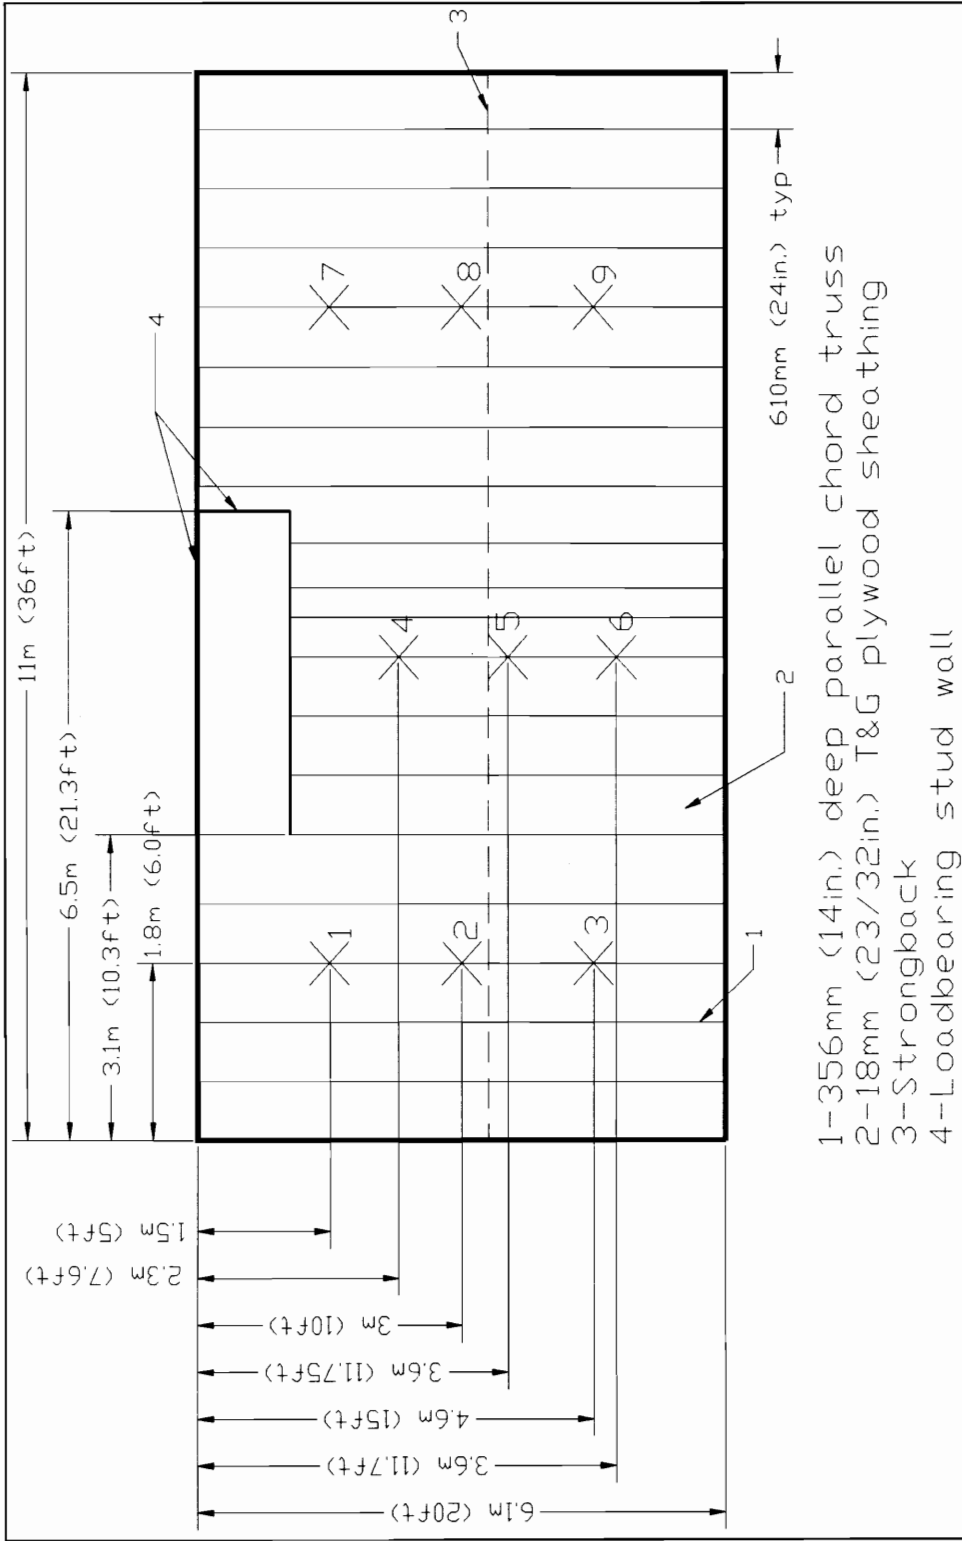 3
11m (36ft)
4
6.5m (21.3ft)
3.1m (10.3ft)
1.8m (6.0ft)
7
8
9
4
5
6
1
2
3
2
1
610mm (24in.) typ
1.5m (5ft)
2.3m (7.6ft)
3m (10ft)
3.6m (11.75ft)
4.6m (15ft)
3.6m (11.7ft)
6.1m (20ft)
1-356mm (14in.) deep parallel chord truss
2-18mm (23/32in.) T&G plywood sheathing
3-Strongback
4-Loadbearing stud wall